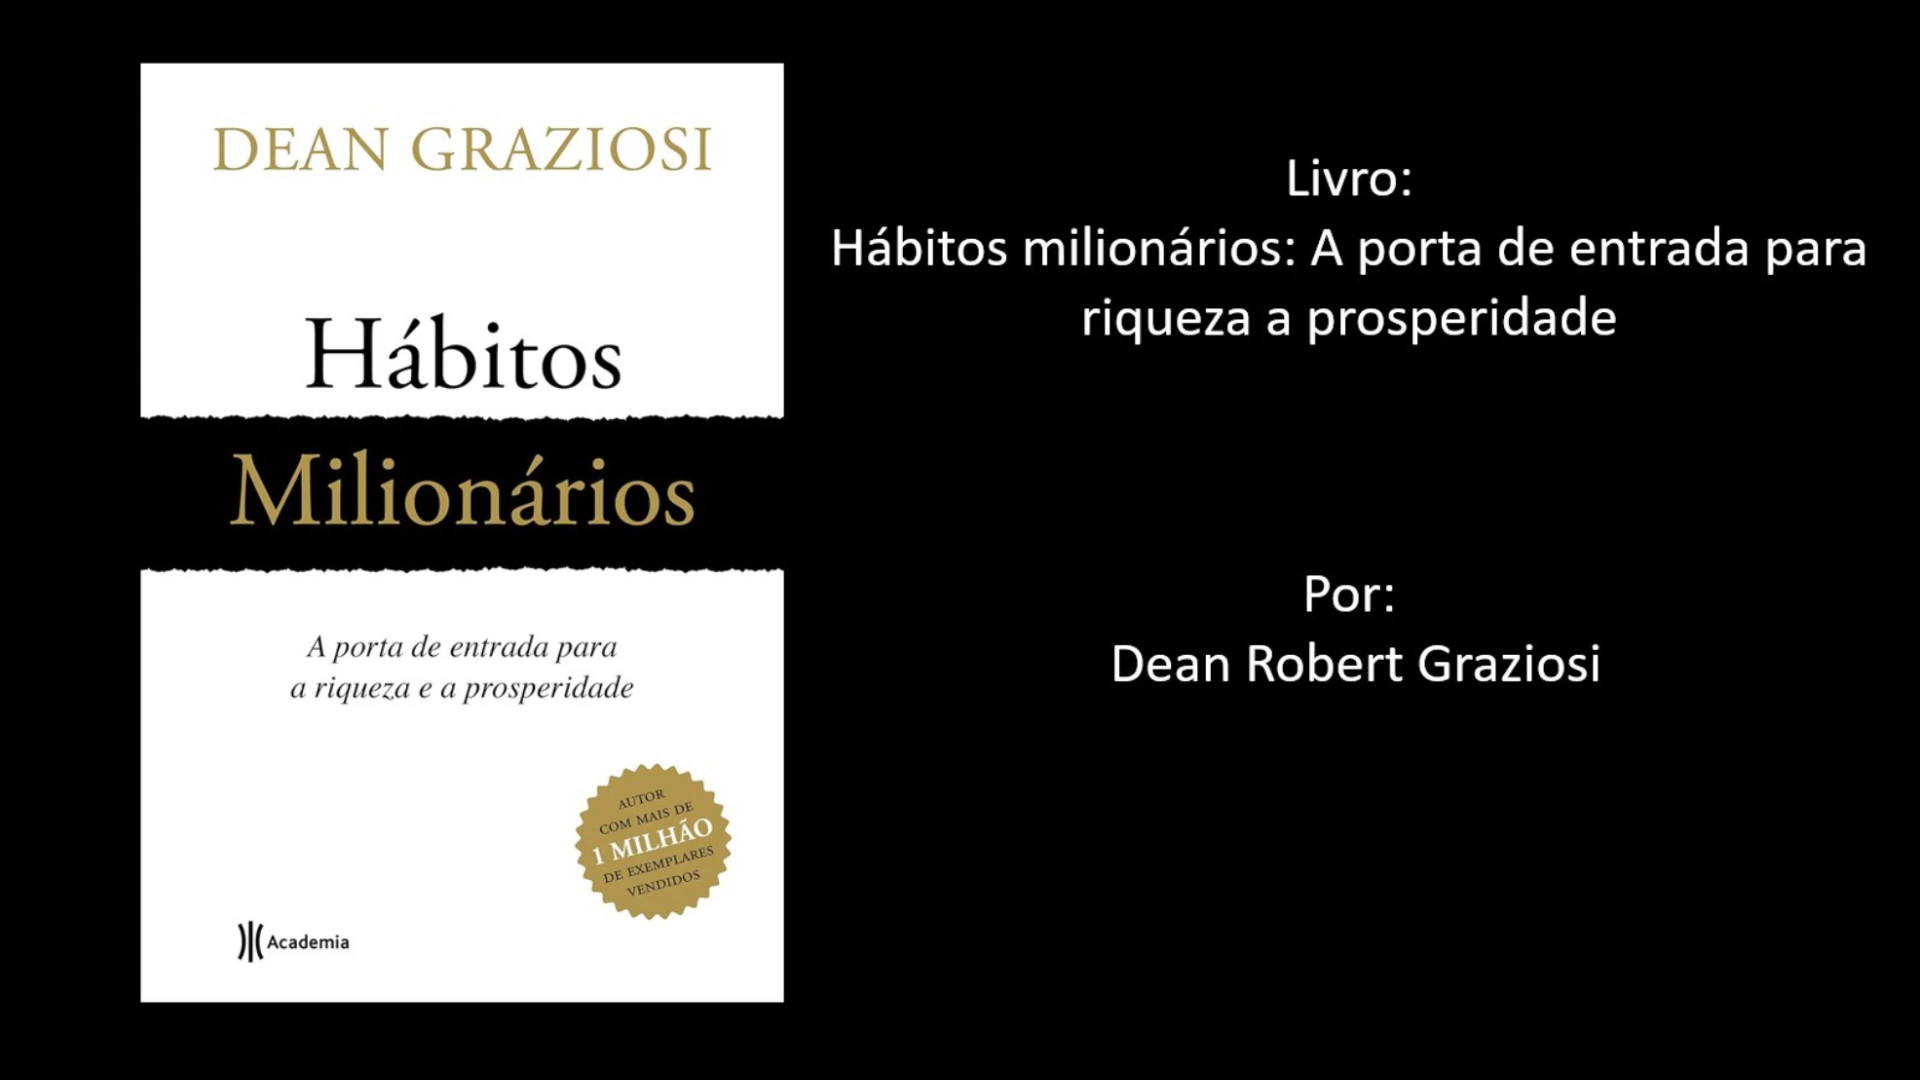 DEAN GRAZIOSI
Hábitos
Milionários
A porta de entrada para
a riqueza e a prosperidade
AUTOR
COM MAIS DE
1 MILHÃO
DE EXEMPLARES
VENDIDOS
Academia
Livro:
Hábitos milionários: A porta de entrada para
riqueza a prosperidade
Por:
Dean Robert Graziosi